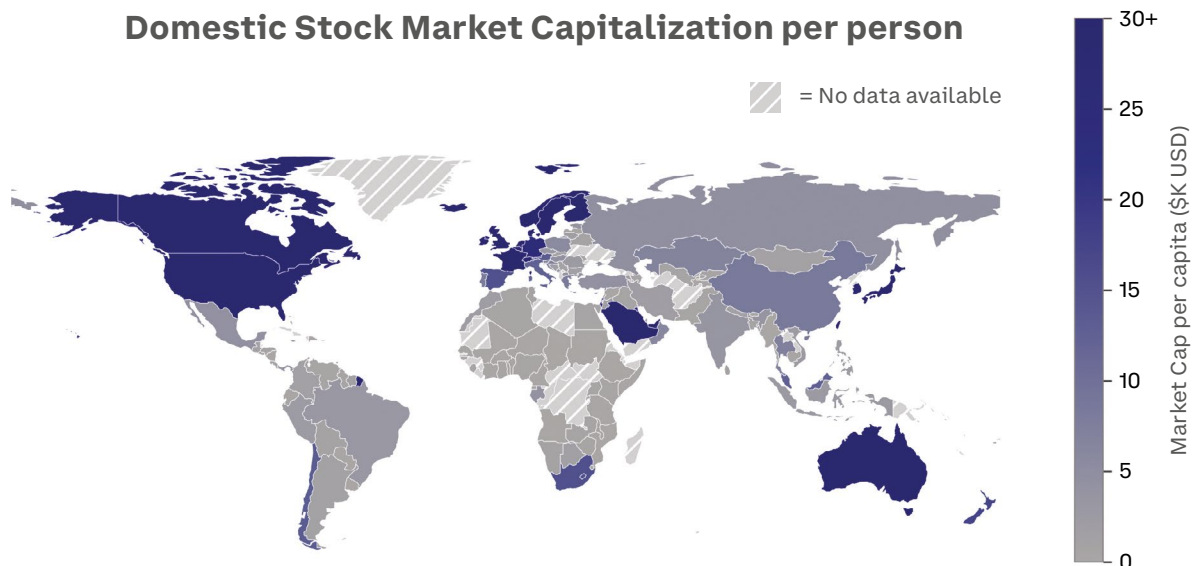 Domestic Stock Market Capitalization per person
= No data available
30+
25
20
15
10
5
0
Market Cap per capita ($K USD)